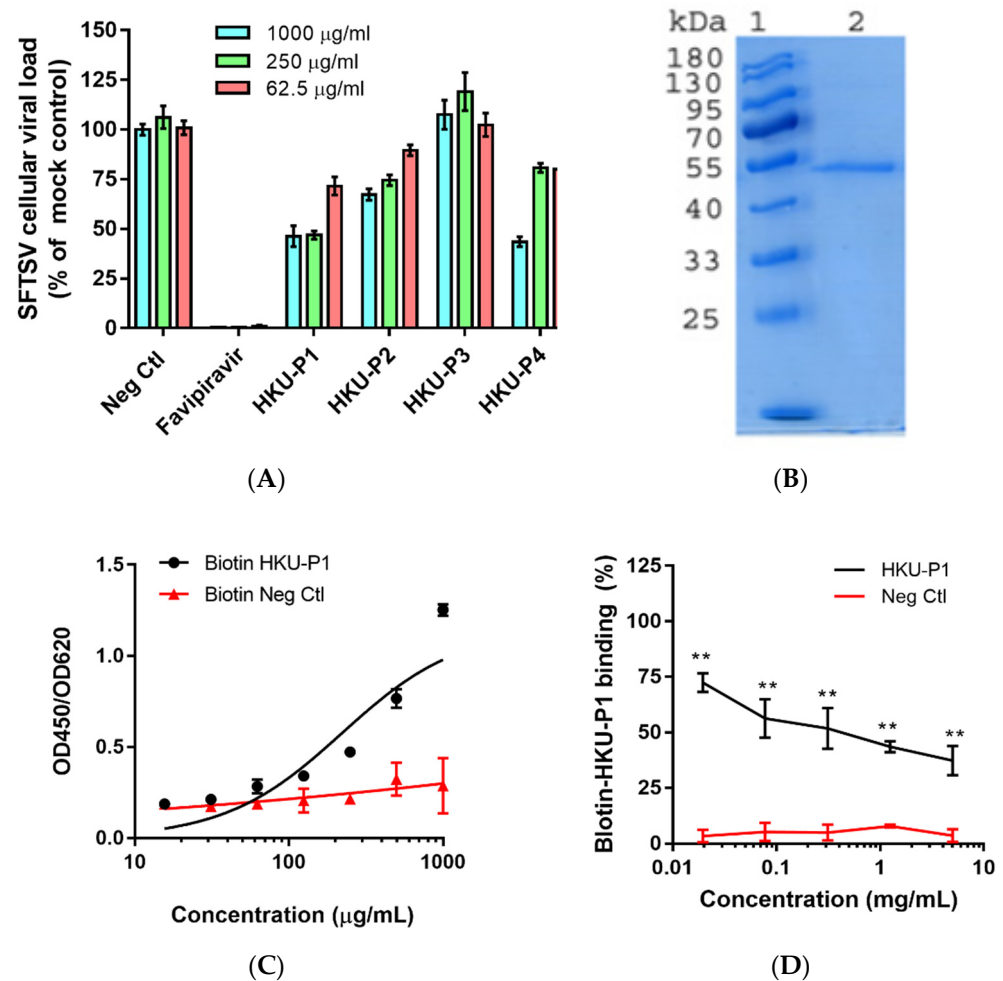 150
125
100
75
50
25
0
SFTSV cellular viral load
(% of mock control)
1000 μg/ml
250 μg/ml
62.5 μg/ml
Neg Ctl
Favipiravir
HKU-P1
HKU-P2
HKU-P3
HKU-P4
(A)
kDa 1 2
180
130
95
70
55
40
33
25
(B)
1.5
1.0
0.5
0.0
OD450/OD620
Biotin HKU-P1
Biotin Neg Ctl
10 100 1000
Concentration (μg/mL)
(C)
125
100
75
50
25
0
Biotin-HKU-P1 binding (%)
HKU-P1
Neg Ctl
** ** ** ** **
0.01 0.1 1 10
Concentration (mg/mL)
(D)